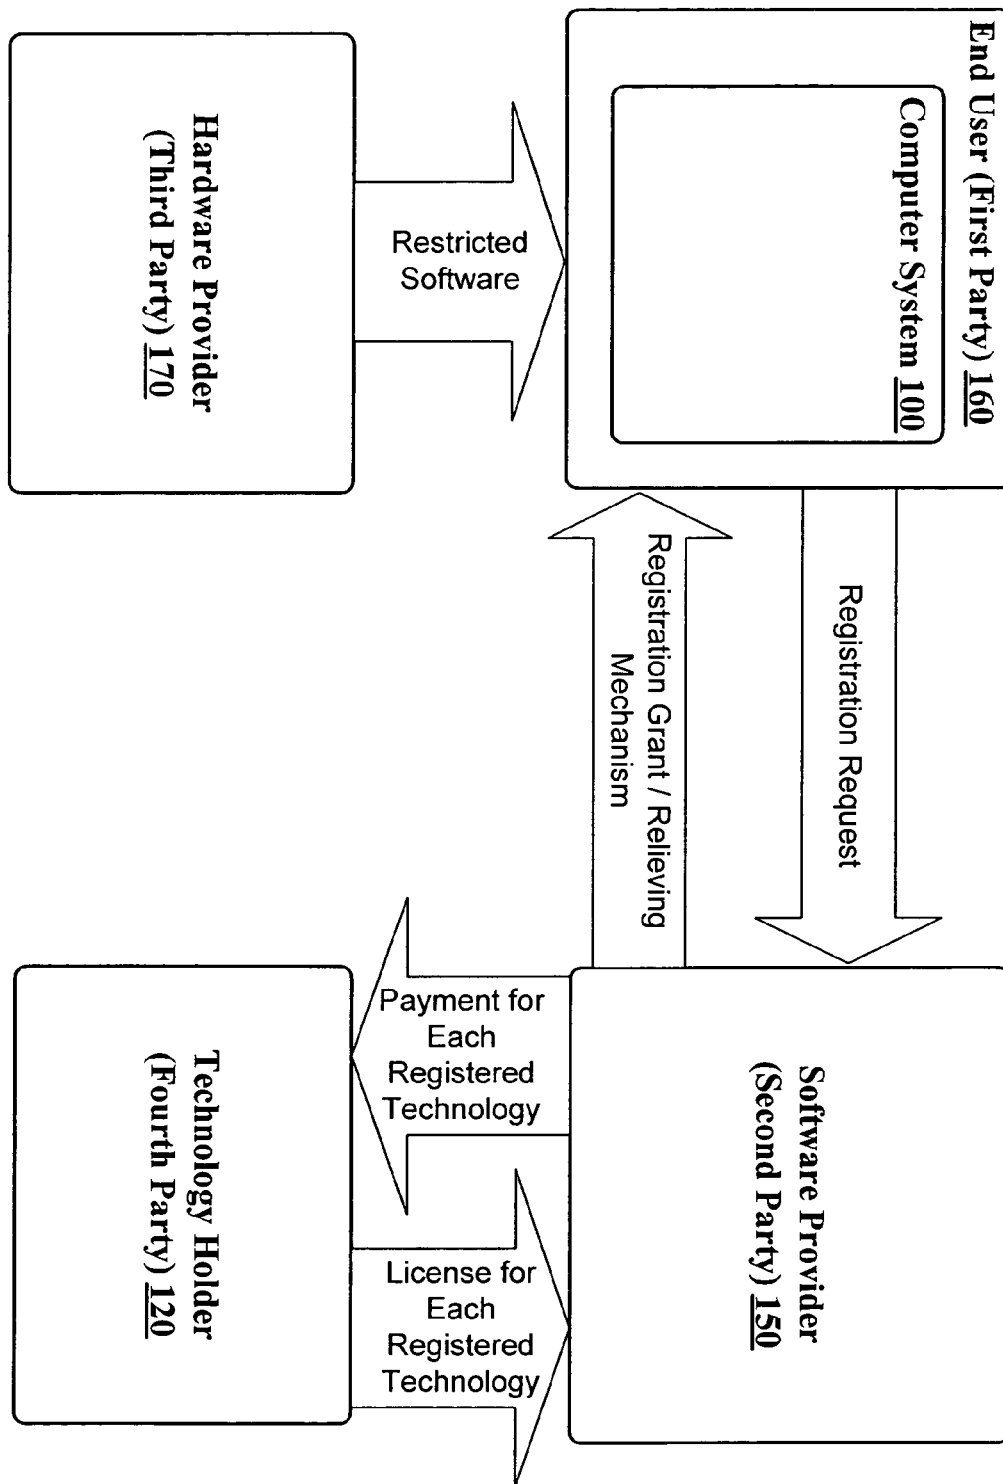 End User (First Party) 160
Computer System 100
Registration Request
Software Provider
(Second Party) 150
Registration Grant / Relieving
Mechanism
Restricted
Software
Payment for
Each
Registered
Technology
License for
Each
Registered
Technology
Hardware Provider
(Third Party) 170
Technology Holder
(Fourth Party) 120